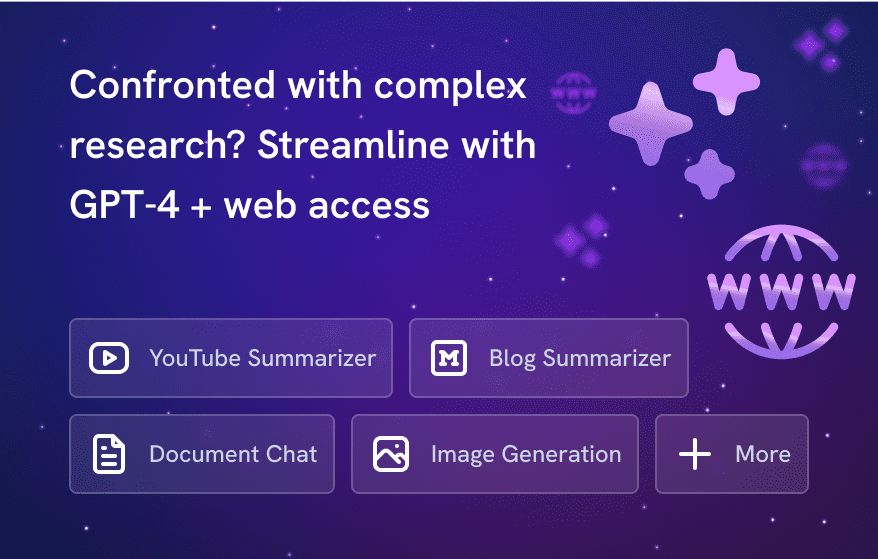 Confronted with complex
research? Streamline with
GPT-4 + web access
WWW
YouTube Summarizer
Blog Summarizer
Document Chat
Image Generation
More